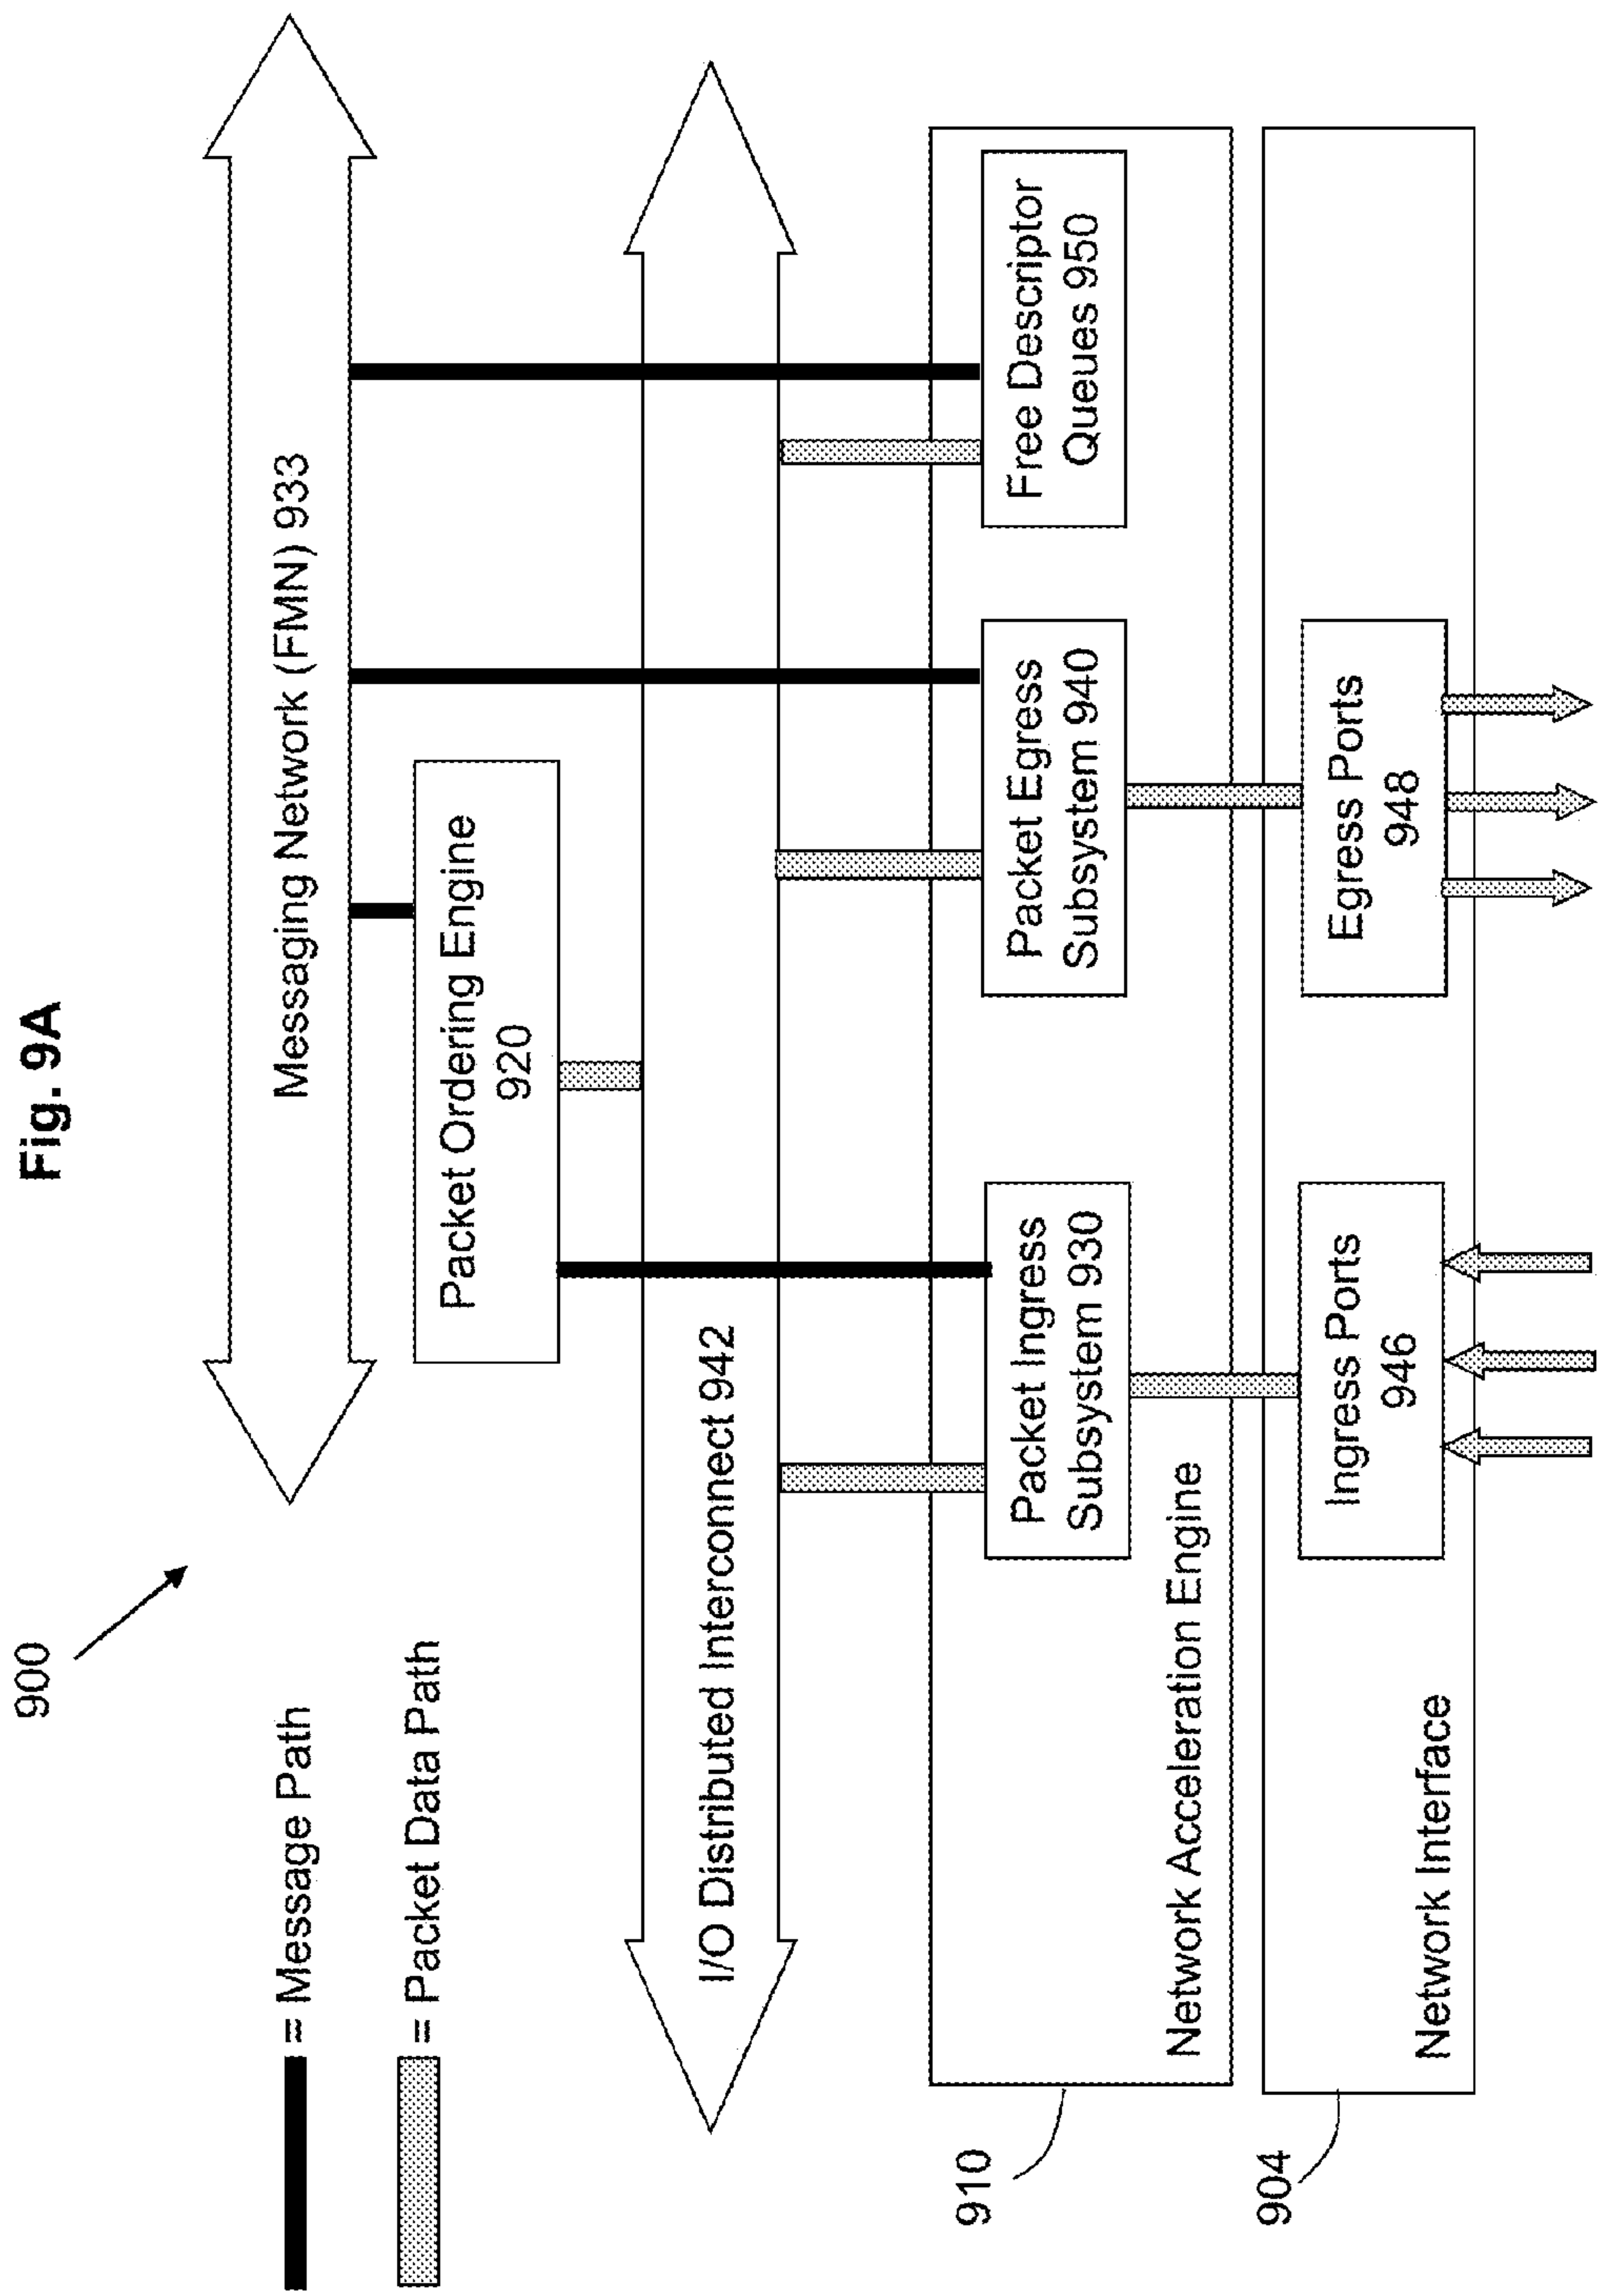 Fig. 9A
900
= Message Path
= Packet Data Path
Messaging Network (FMN) 933
Packet Ordering Engine
920
I/O Distributed Interconnect 942
910
Network Acceleration Engine
Packet Ingress
Subsystem 930
Packet Egress
Subsystem 940
Free Descriptor
Queues 950
904
Network Interface
Ingress Ports
946
Egress Ports
948